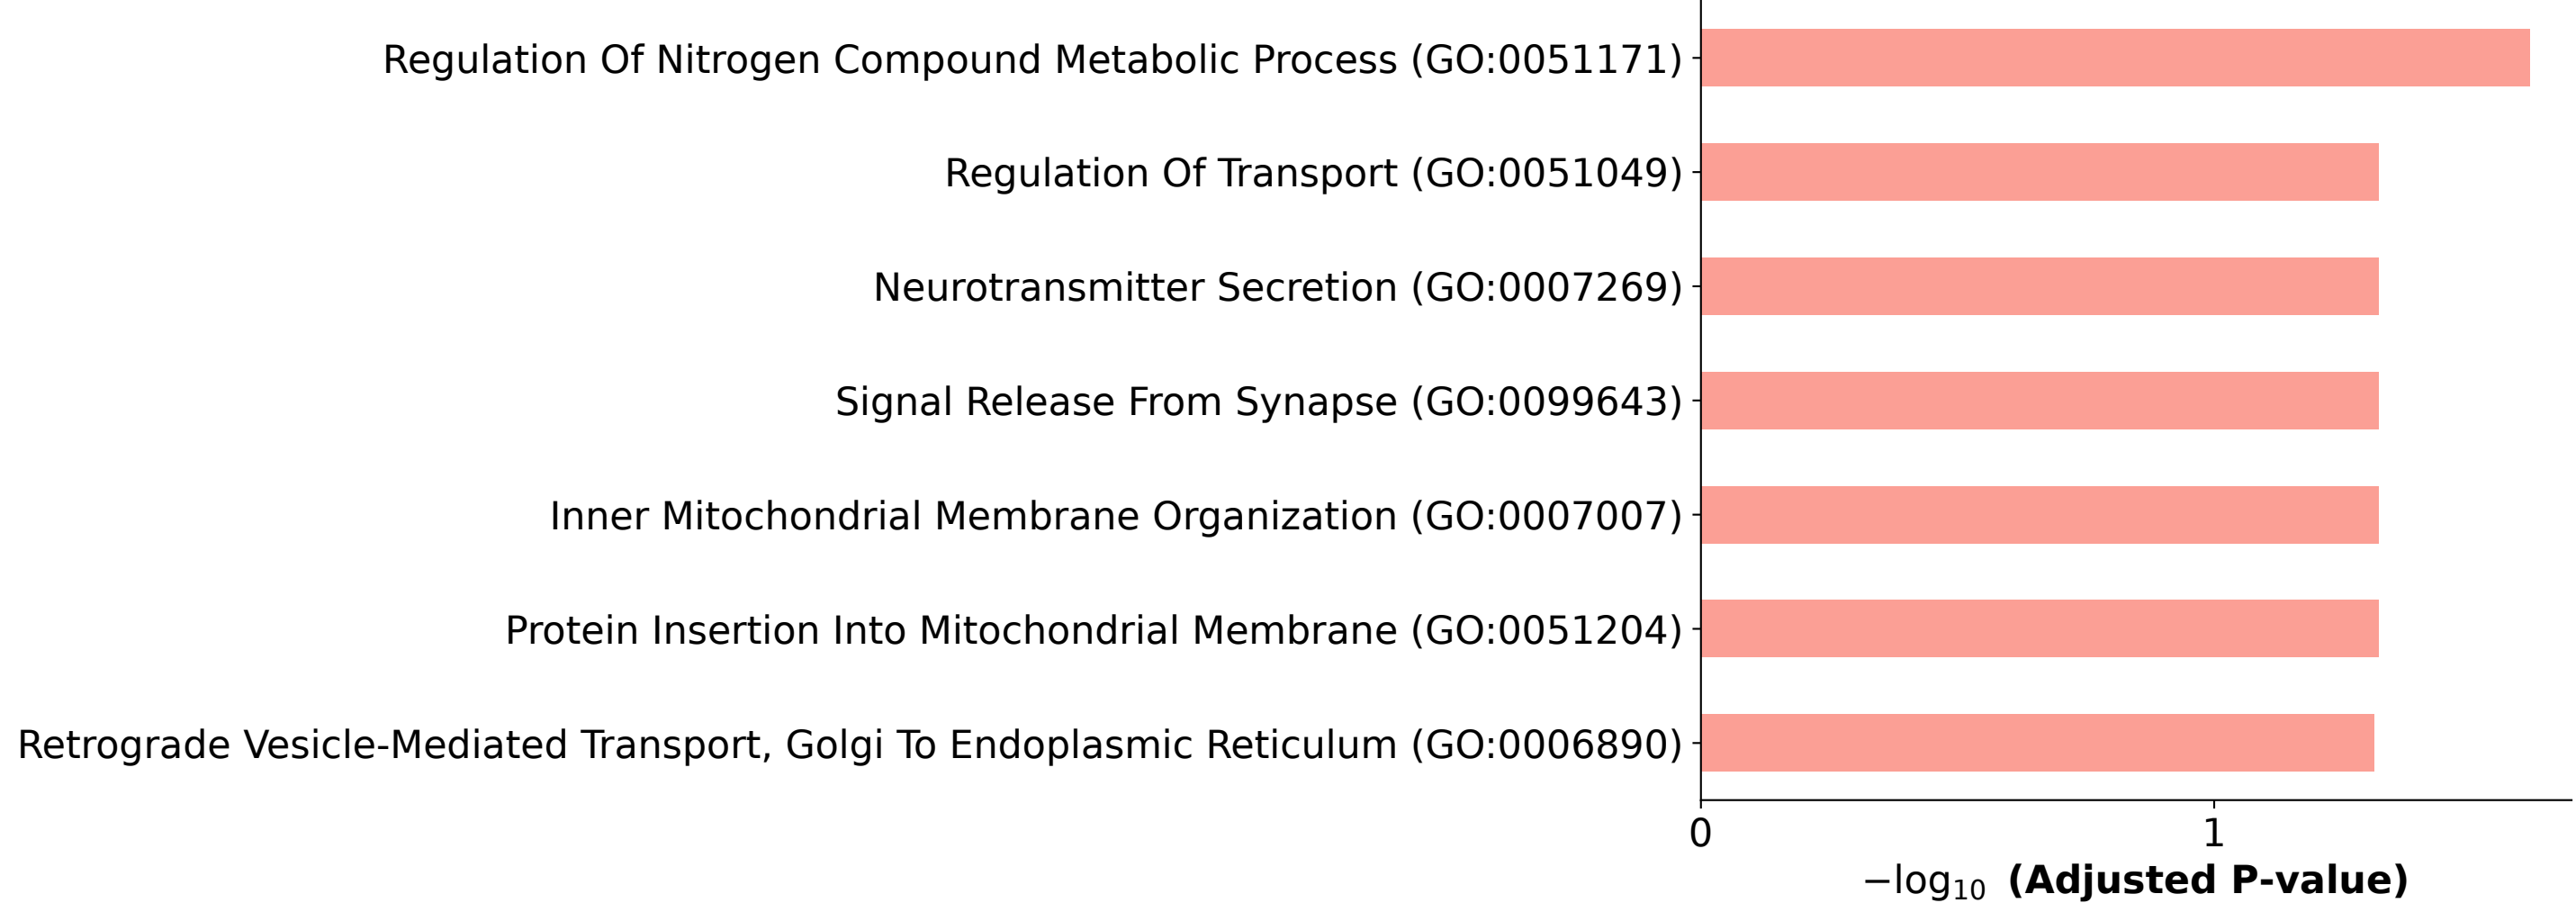 Regulation Of Nitrogen Compound Metabolic Process (GO:0051171)
Regulation Of Transport (GO:0051049)
Neurotransmitter Secretion (GO:0007269)
Signal Release From Synapse (GO:0099643)
Inner Mitochondrial Membrane Organization (GO:0007007)
Protein Insertion Into Mitochondrial Membrane (GO:0051204)
Retrograde Vesicle-Mediated Transport, Golgi To Endoplasmic Reticulum (GO:0006890)
0 1
−log₁₀ (Adjusted P-value)